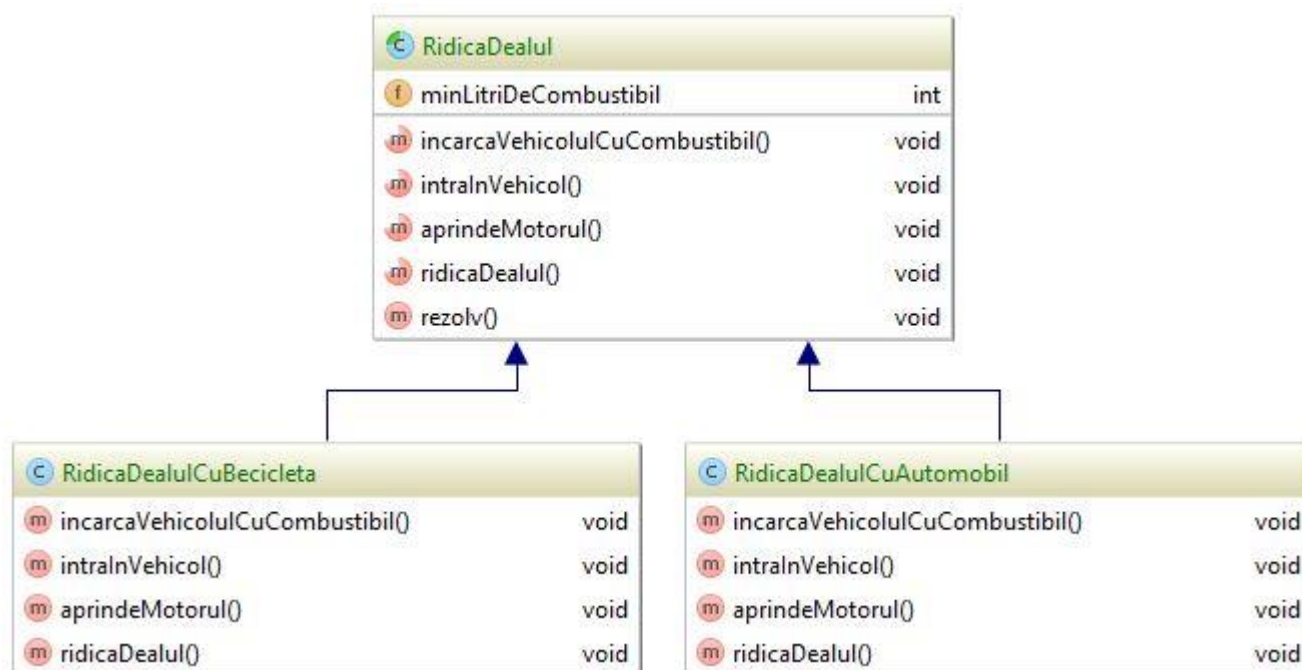 RidicaDealul
minLitriDeCombustibil int
incarcaVehicolulCuCombustibil() void
intraInVehicol() void
aprindeMotorul() void
ridicaDealul() void
rezolv() void
RidicaDealulCuBecicleta
incarcaVehicolulCuCombustibil() void
intraInVehicol() void
aprindeMotorul() void
ridicaDealul() void
RidicaDealulCuAutomobil
incarcaVehicolulCuCombustibil() void
intraInVehicol() void
aprindeMotorul() void
ridicaDealul() void